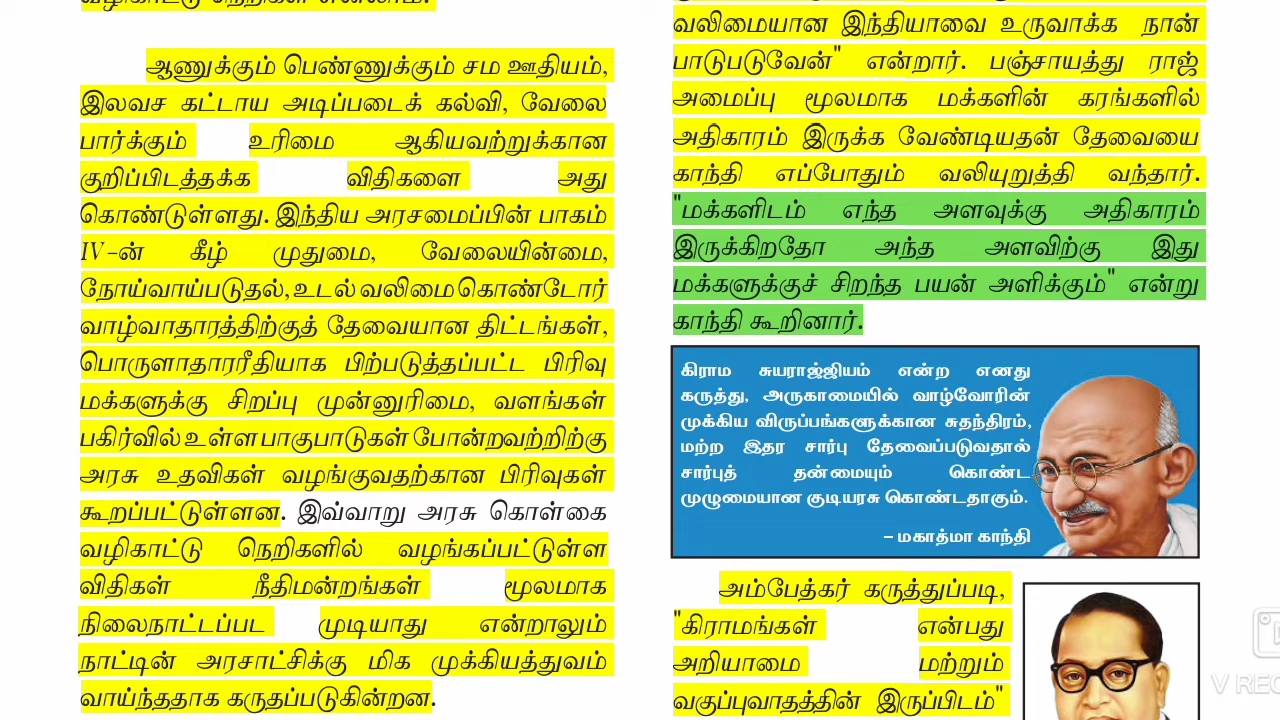 வழிகாட்டு நெறிகள் எனலாம்.
ஆணுக்கும் பெண்ணுக்கும் சம ஊதியம்,
இலவச கட்டாய அடிப்படைக் கல்வி, வேலை
பார்க்கும் உரிமை ஆகியவற்றுக்கான
குறிப்பிடத்தக்க விதிகளை அது
கொண்டுள்ளது. இந்திய அரசமைப்பின் பாகம்
IV-ன் கீழ் முதுமை, வேலையின்மை,
நோய்வாய்படுதல், உடல் வலிமை கொண்டோர்
வாழ்வாதாரத்திற்குத் தேவையான திட்டங்கள்,
பொருளாதாரரீதியாக பிற்படுத்தப்பட்ட பிரிவு
மக்களுக்கு சிறப்பு முன்னுரிமை, வளங்கள்
பகிர்வில் உள்ள பாகுபாடுகள் போன்றவற்றிற்கு
அரசு உதவிகள் வழங்குவதற்கான பிரிவுகள்
கூறப்பட்டுள்ளன. இவ்வாறு அரசு கொள்கை
வழிகாட்டு நெறிகளில் வழங்கப்பட்டுள்ள
விதிகள் நீதிமன்றங்கள் மூலமாக
நிலைநாட்டப்பட முடியாது என்றாலும்
நாட்டின் அரசாட்சிக்கு மிக முக்கியத்துவம்
வாய்ந்ததாக கருதப்படுகின்றன.
வலிமையான இந்தியாவை உருவாக்க நான்
பாடுபடுவேன்" என்றார். பஞ்சாயத்து ராஜ்
அமைப்பு மூலமாக மக்களின் கரங்களில்
அதிகாரம் இருக்க வேண்டியதன் தேவையை
காந்தி எப்போதும் வலியுறுத்தி வந்தார்.
"மக்களிடம் எந்த அளவுக்கு அதிகாரம்
இருக்கிறதோ அந்த அளவிற்கு இது
மக்களுக்குச் சிறந்த பயன் அளிக்கும்" என்று
காந்தி கூறினார்.
கிராம சுயராஜ்ஜியம் என்ற எனது
கருத்து, அருகாமையில் வாழ்வோரின்
முக்கிய விருப்பங்களுக்கான சுதந்திரம்,
மற்ற இதர சார்பு தேவைப்படுவதால்
சார்புத் தன்மையும் கொண்ட
முழுமையான குடியரசு கொண்டதாகும்.
– மகாத்மா காந்தி
அம்பேத்கர் கருத்துப்படி,
"கிராமங்கள் என்பது
அறியாமை மற்றும்
வகுப்புவாதத்தின் இருப்பிடம்"
V REC